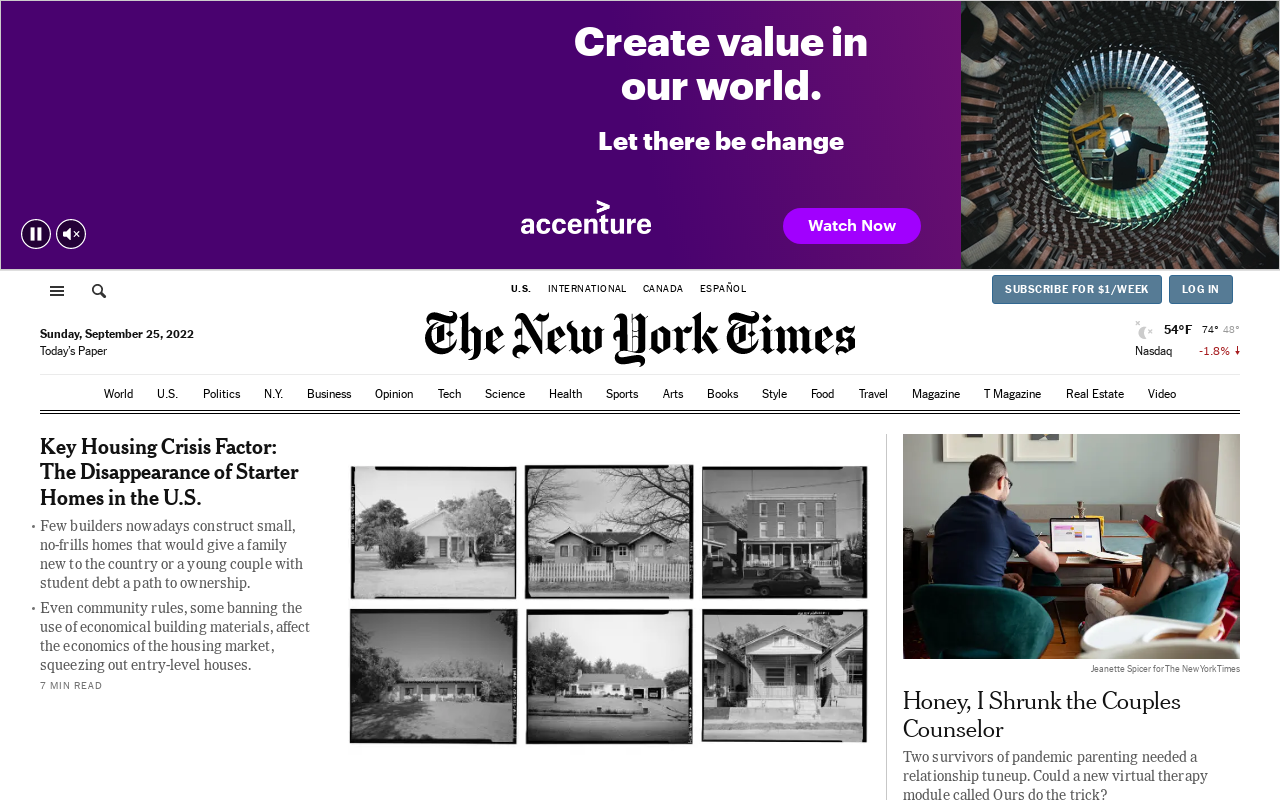 Create value in
our world.
Let there be change
accenture
Watch Now
U.S. INTERNATIONAL CANADA ESPAÑOL
SUBSCRIBE FOR $1/WEEK LOG IN
Sunday, September 25, 2022
Today's Paper
The New York Times
54°F 74° 48°
Nasdaq -1.8% ↓
World U.S. Politics N.Y. Business Opinion Tech Science Health Sports Arts Books Style Food Travel Magazine T Magazine Real Estate Video
Key Housing Crisis Factor:
The Disappearance of Starter
Homes in the U.S.
• Few builders nowadays construct small,
no-frills homes that would give a family
new to the country or a young couple with
student debt a path to ownership.
• Even community rules, some banning the
use of economical building materials, affect
the economics of the housing market,
squeezing out entry-level houses.
7 MIN READ
Jeanette Spicer for The New York Times
Honey, I Shrunk the Couples
Counselor
Two survivors of pandemic parenting needed a
relationship tuneup. Could a new virtual therapy
module called Ours do the trick?